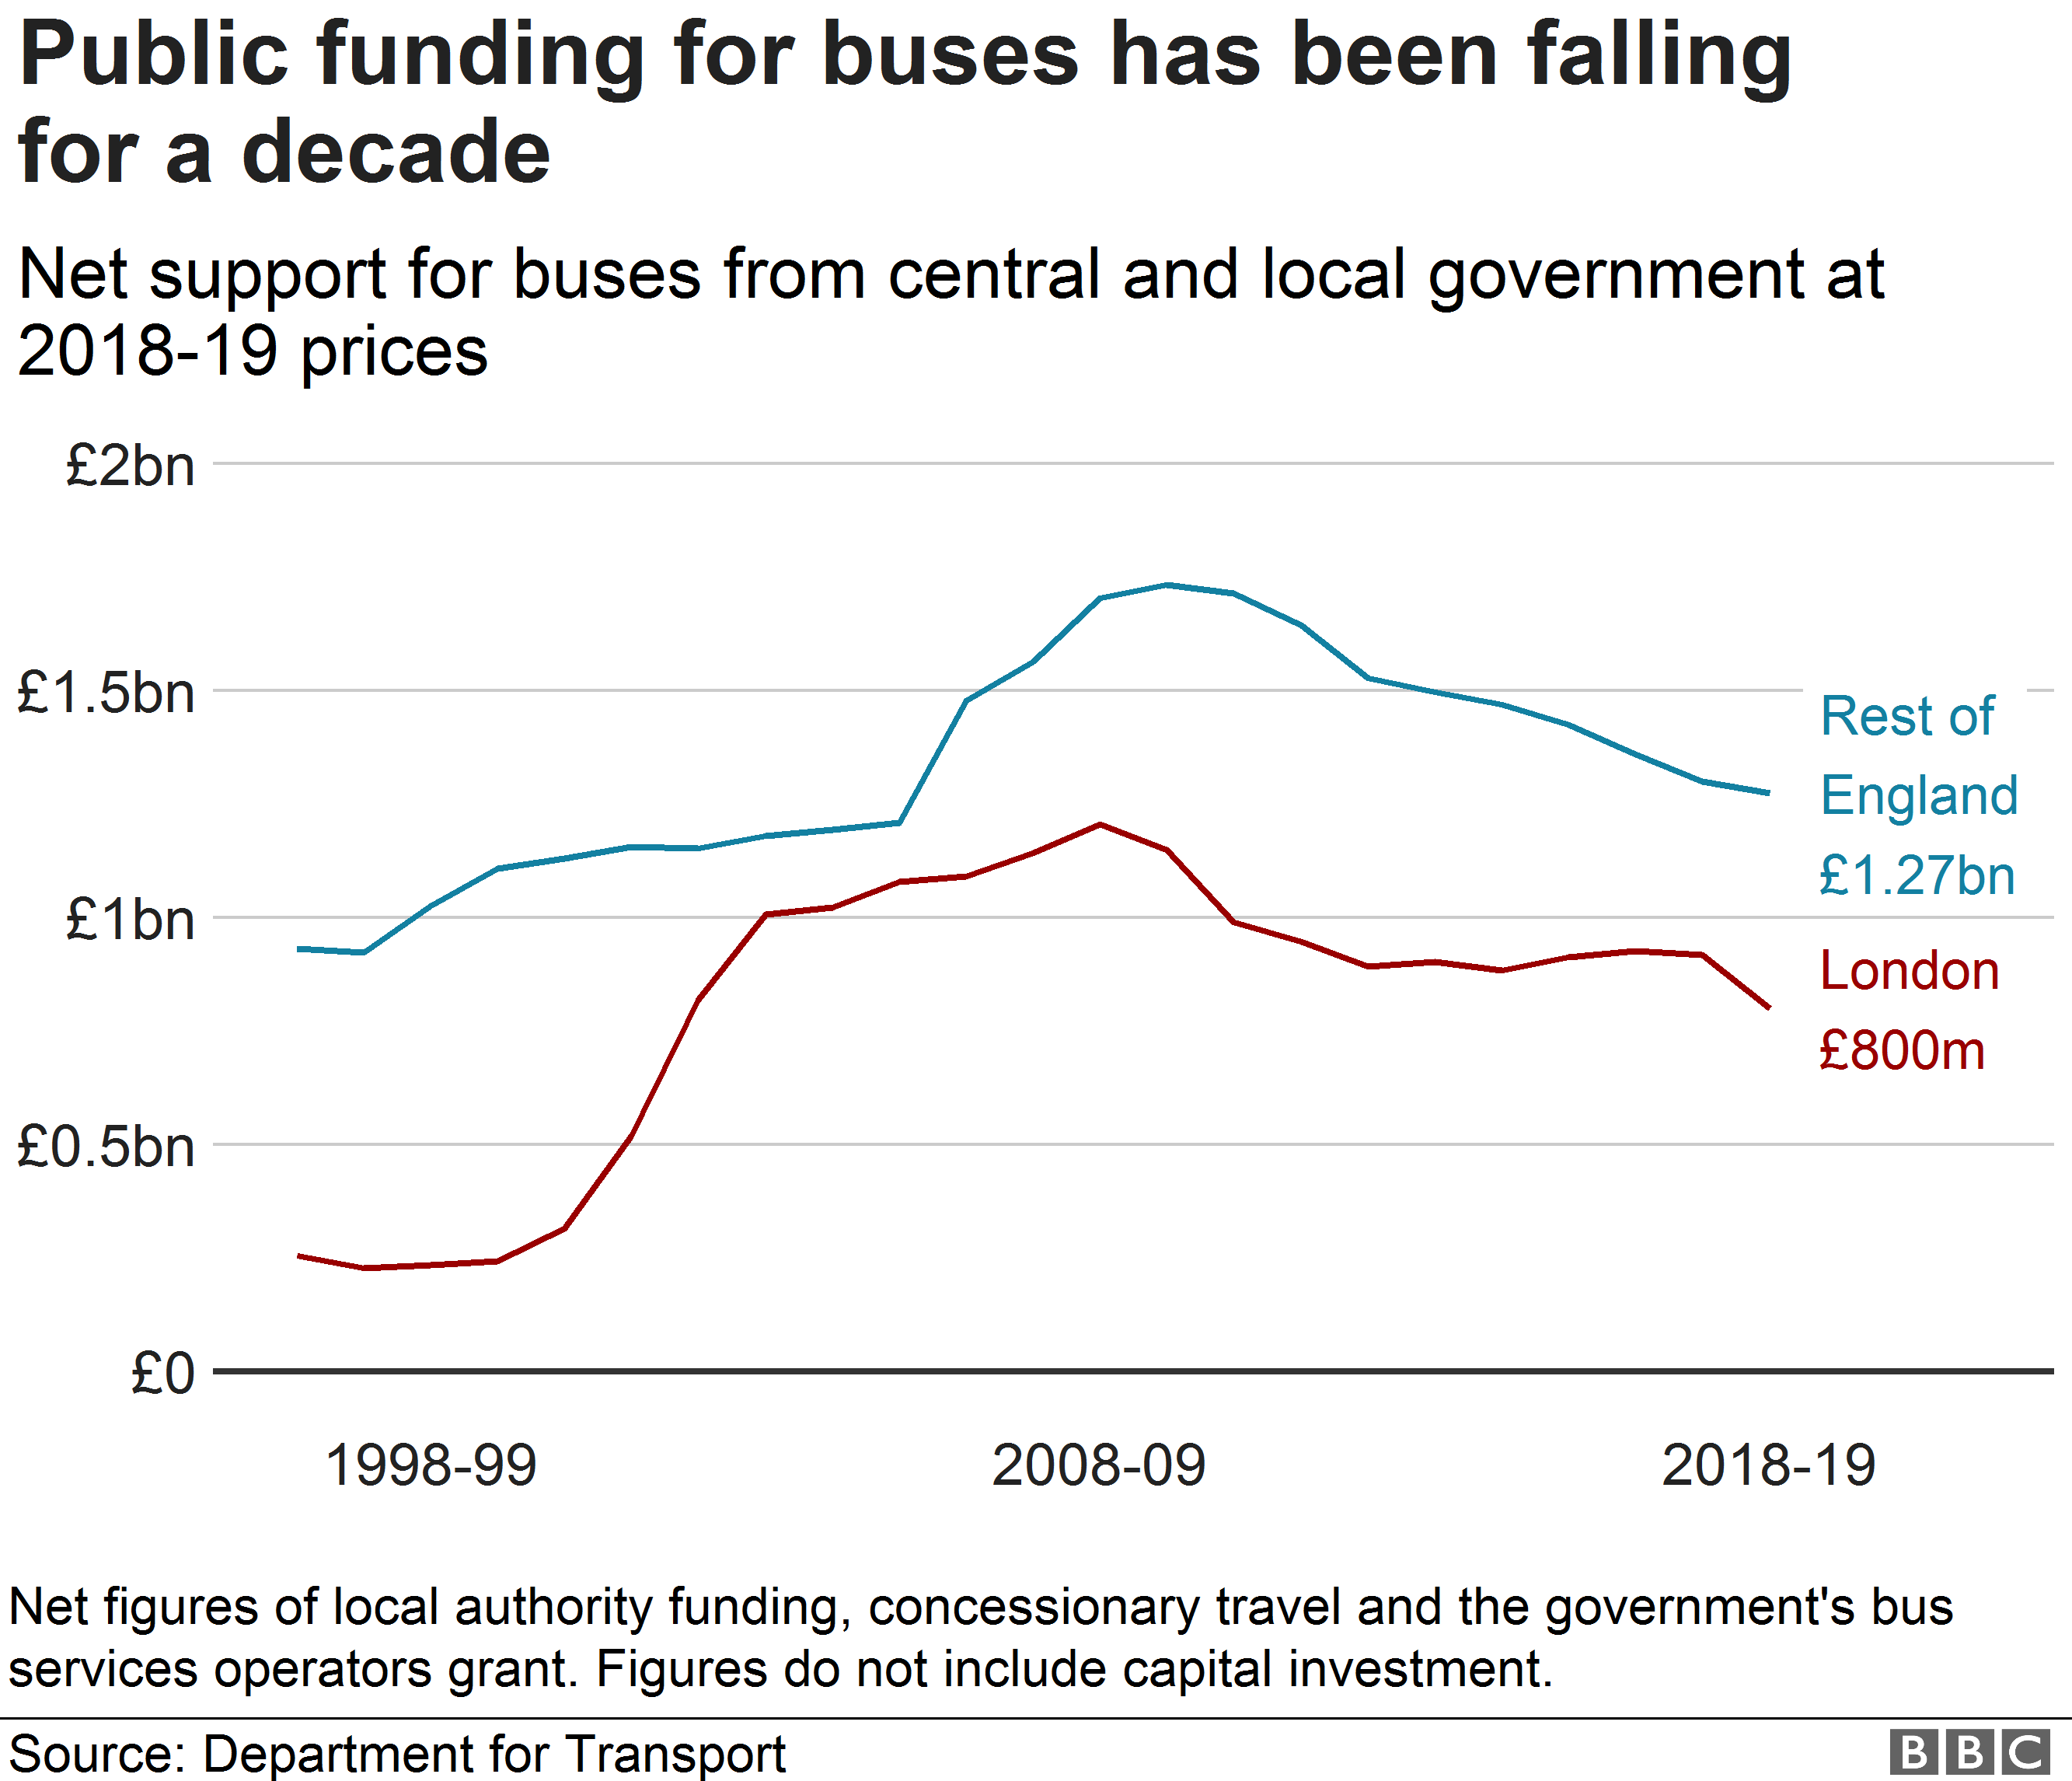 Public funding for buses has been falling
for a decade
Net support for buses from central and local government at
2018-19 prices
£2bn
£1.5bn
£1bn
£0.5bn
£0
Rest of
England
£1.27bn
London
£800m
1998-99
2008-09
2018-19
Net figures of local authority funding, concessionary travel and the government's bus
services operators grant. Figures do not include capital investment.
Source: Department for Transport
BBC